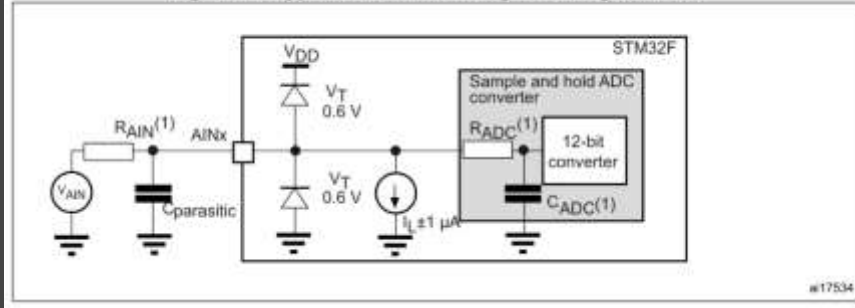 STM32F
VDD
Sample and hold ADC
converter
VT
0.6 V
RAIN(1)
AINx
RADC(1)
12-bit
converter
VAIN
Cparasitic
VT
0.6 V
IL±1 µA
CADC(1)
ai17534